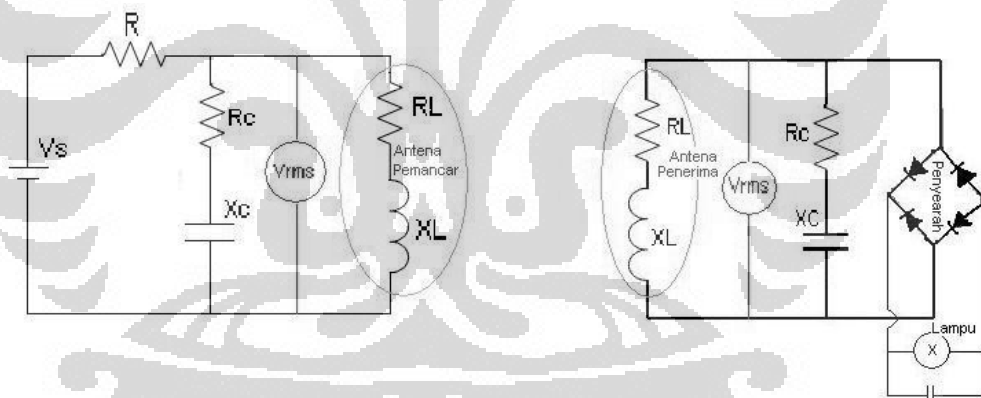 R
Vs
Rc
Xc
Vrms
RL
Antena
Pemancar
XL
RL
Antena
Penerima
XL
Vrms
Rc
XC
Penyearah
Lampu
X